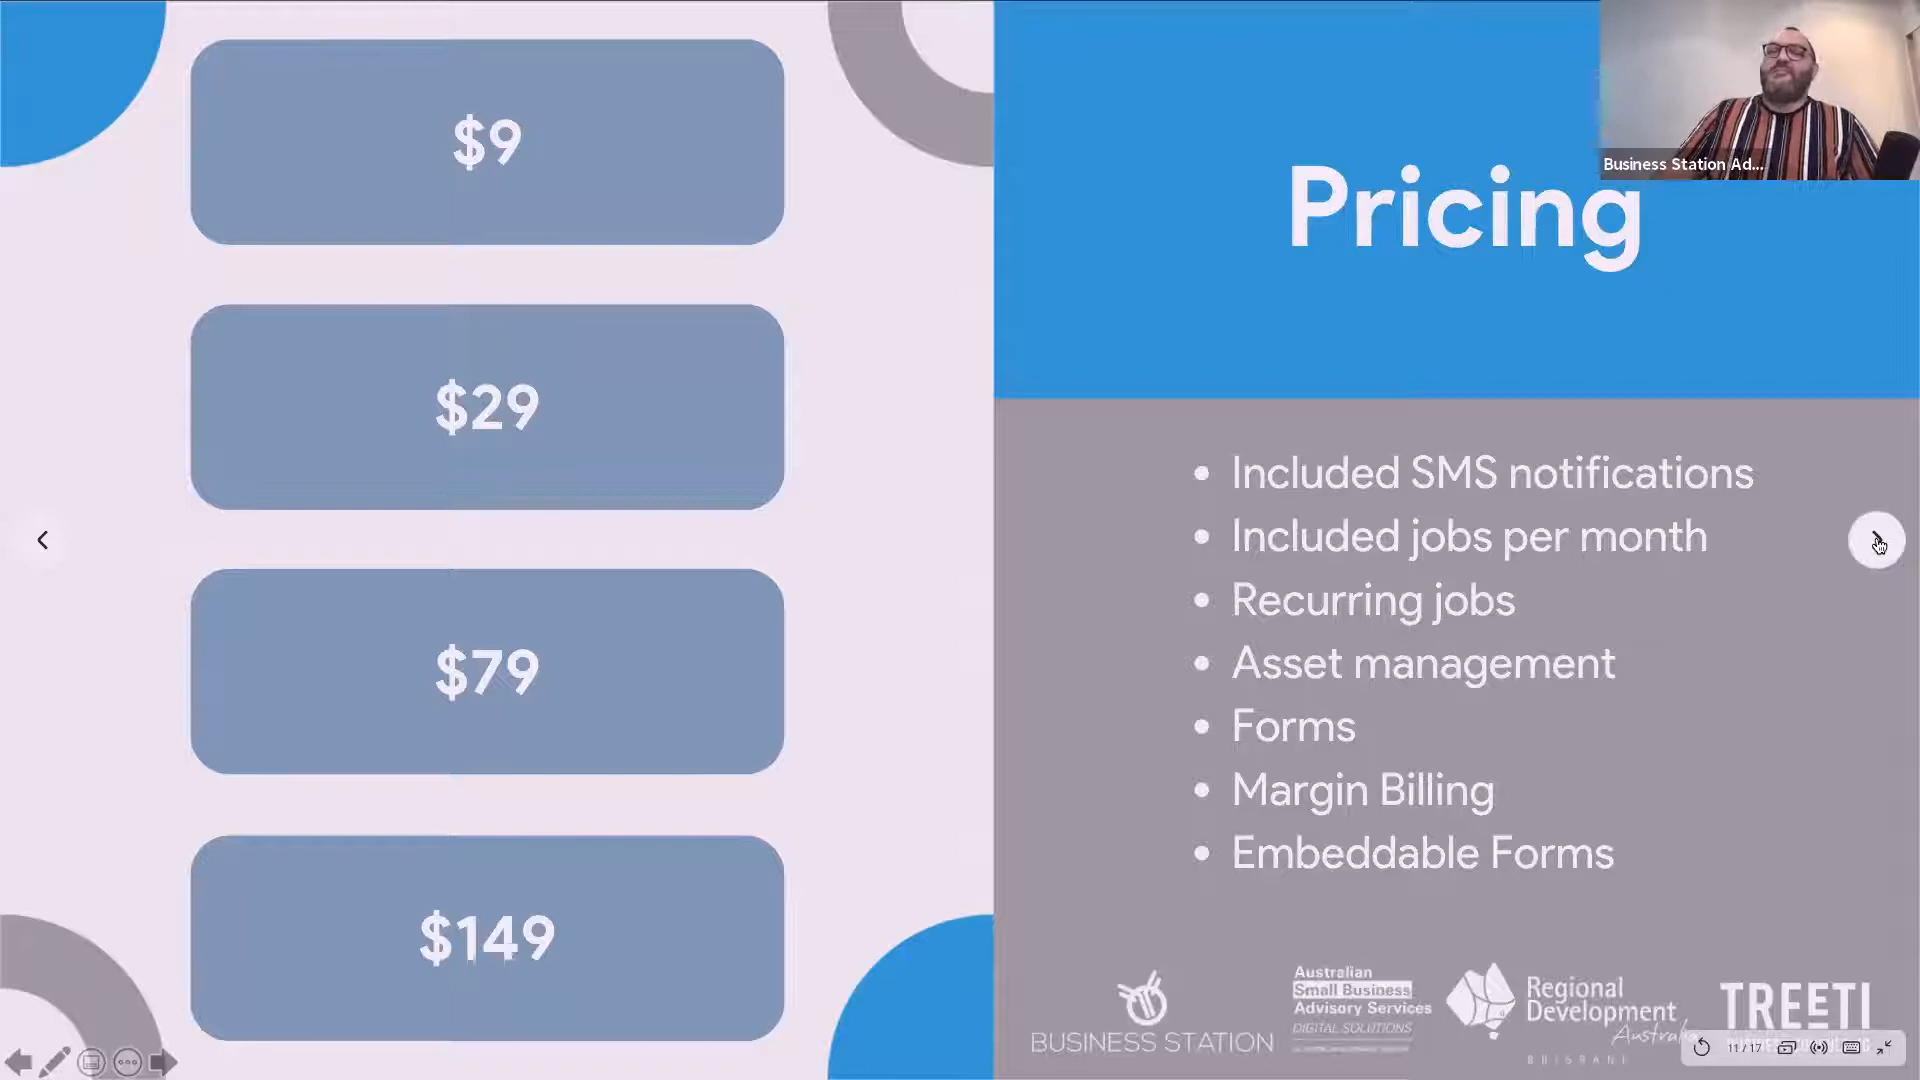 $9
$29
$79
$149
Pricing
Business Station Ad...
• Included SMS notifications
• Included jobs per month
• Recurring jobs
• Asset management
• Forms
• Margin Billing
• Embeddable Forms
BUSINESS STATION
Australian
Small Business
Advisory Services
DIGITAL SOLUTIONS
Regional
Development
Australia
BRISBANE
TREETI
11 / 17